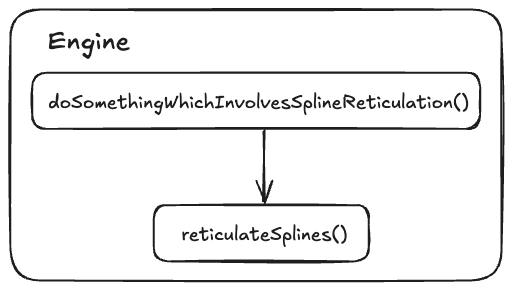 Engine
doSomethingWhichInvolvesSplineReticulation()
reticulateSplines()